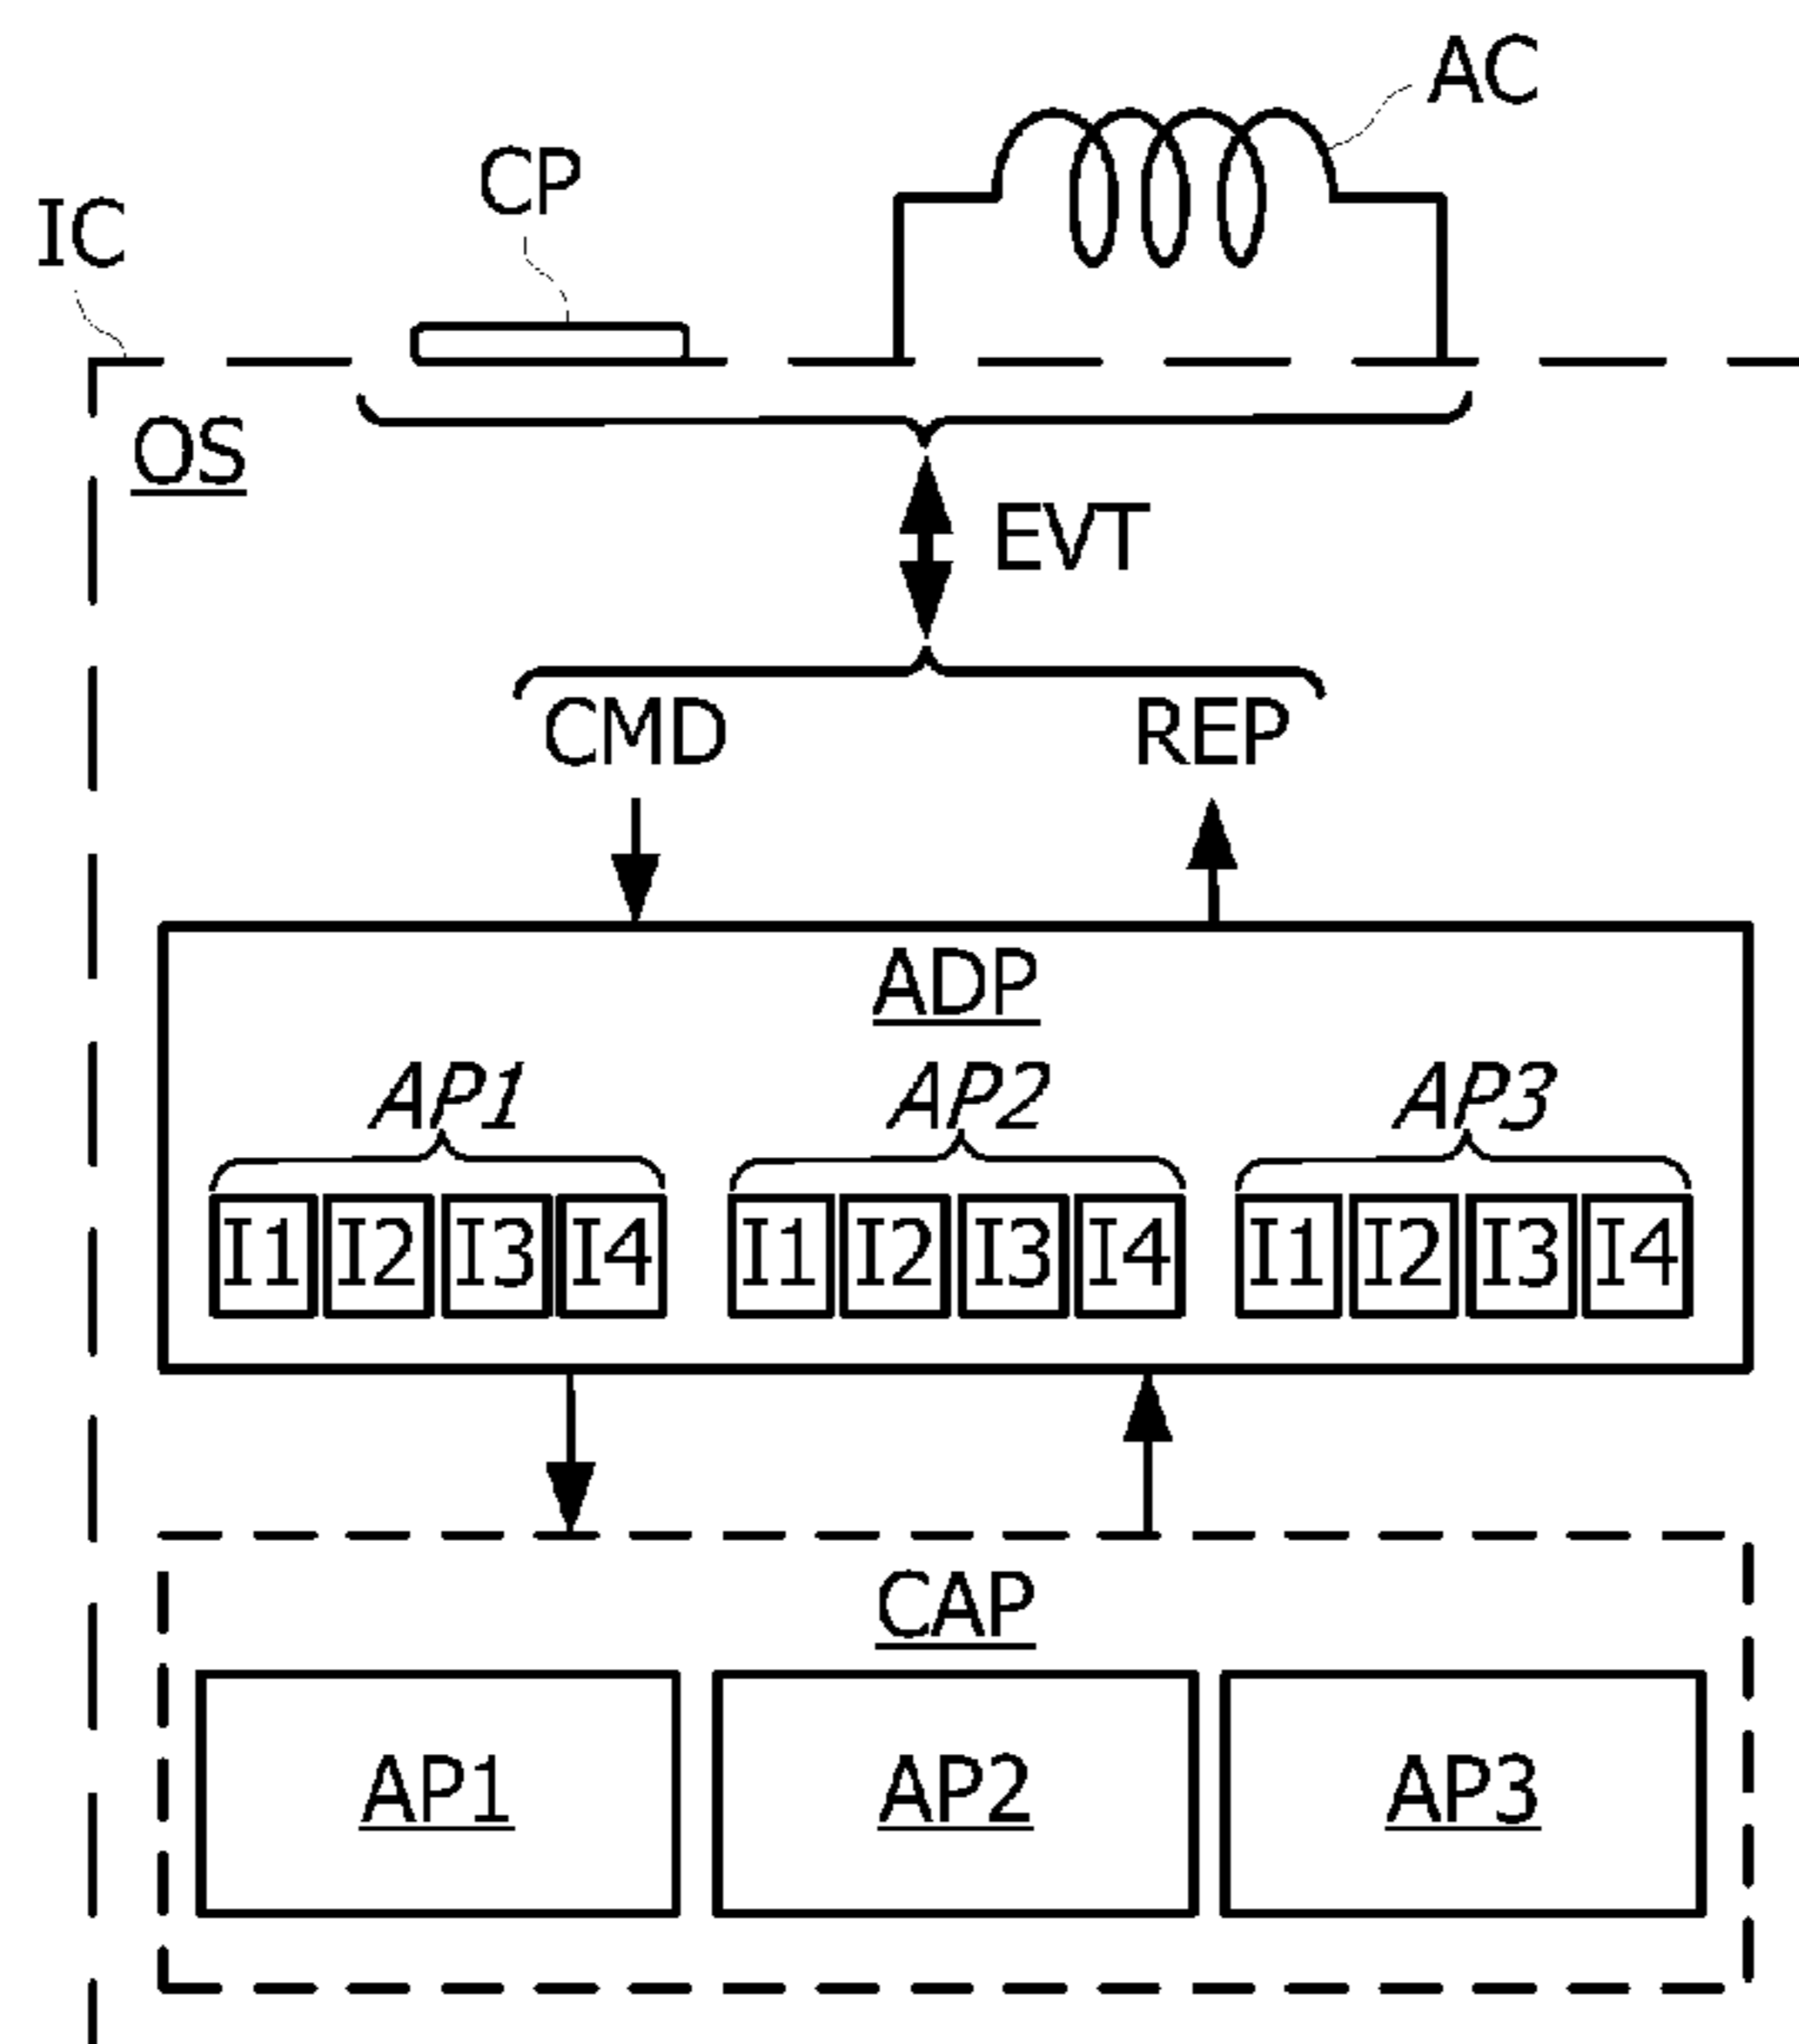 AC
CP
IC
OS
EVT
CMD REP
ADP
AP1 AP2 AP3
I1 I2 I3 I4 I1 I2 I3 I4 I1 I2 I3 I4
CAP
AP1 AP2 AP3